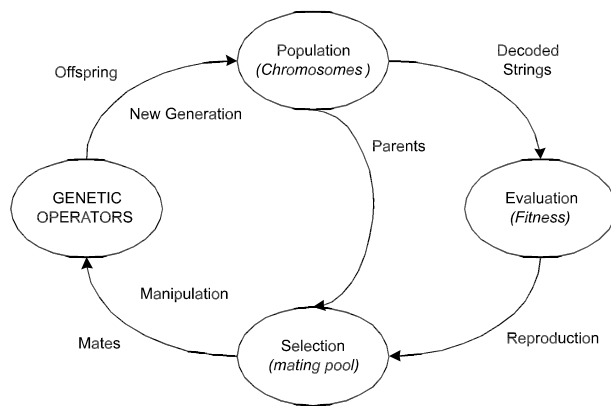 Population
(Chromosomes)
Decoded
Strings
Offspring
New Generation
Parents
GENETIC
OPERATORS
Evaluation
(Fitness)
Manipulation
Mates
Selection
(mating pool)
Reproduction